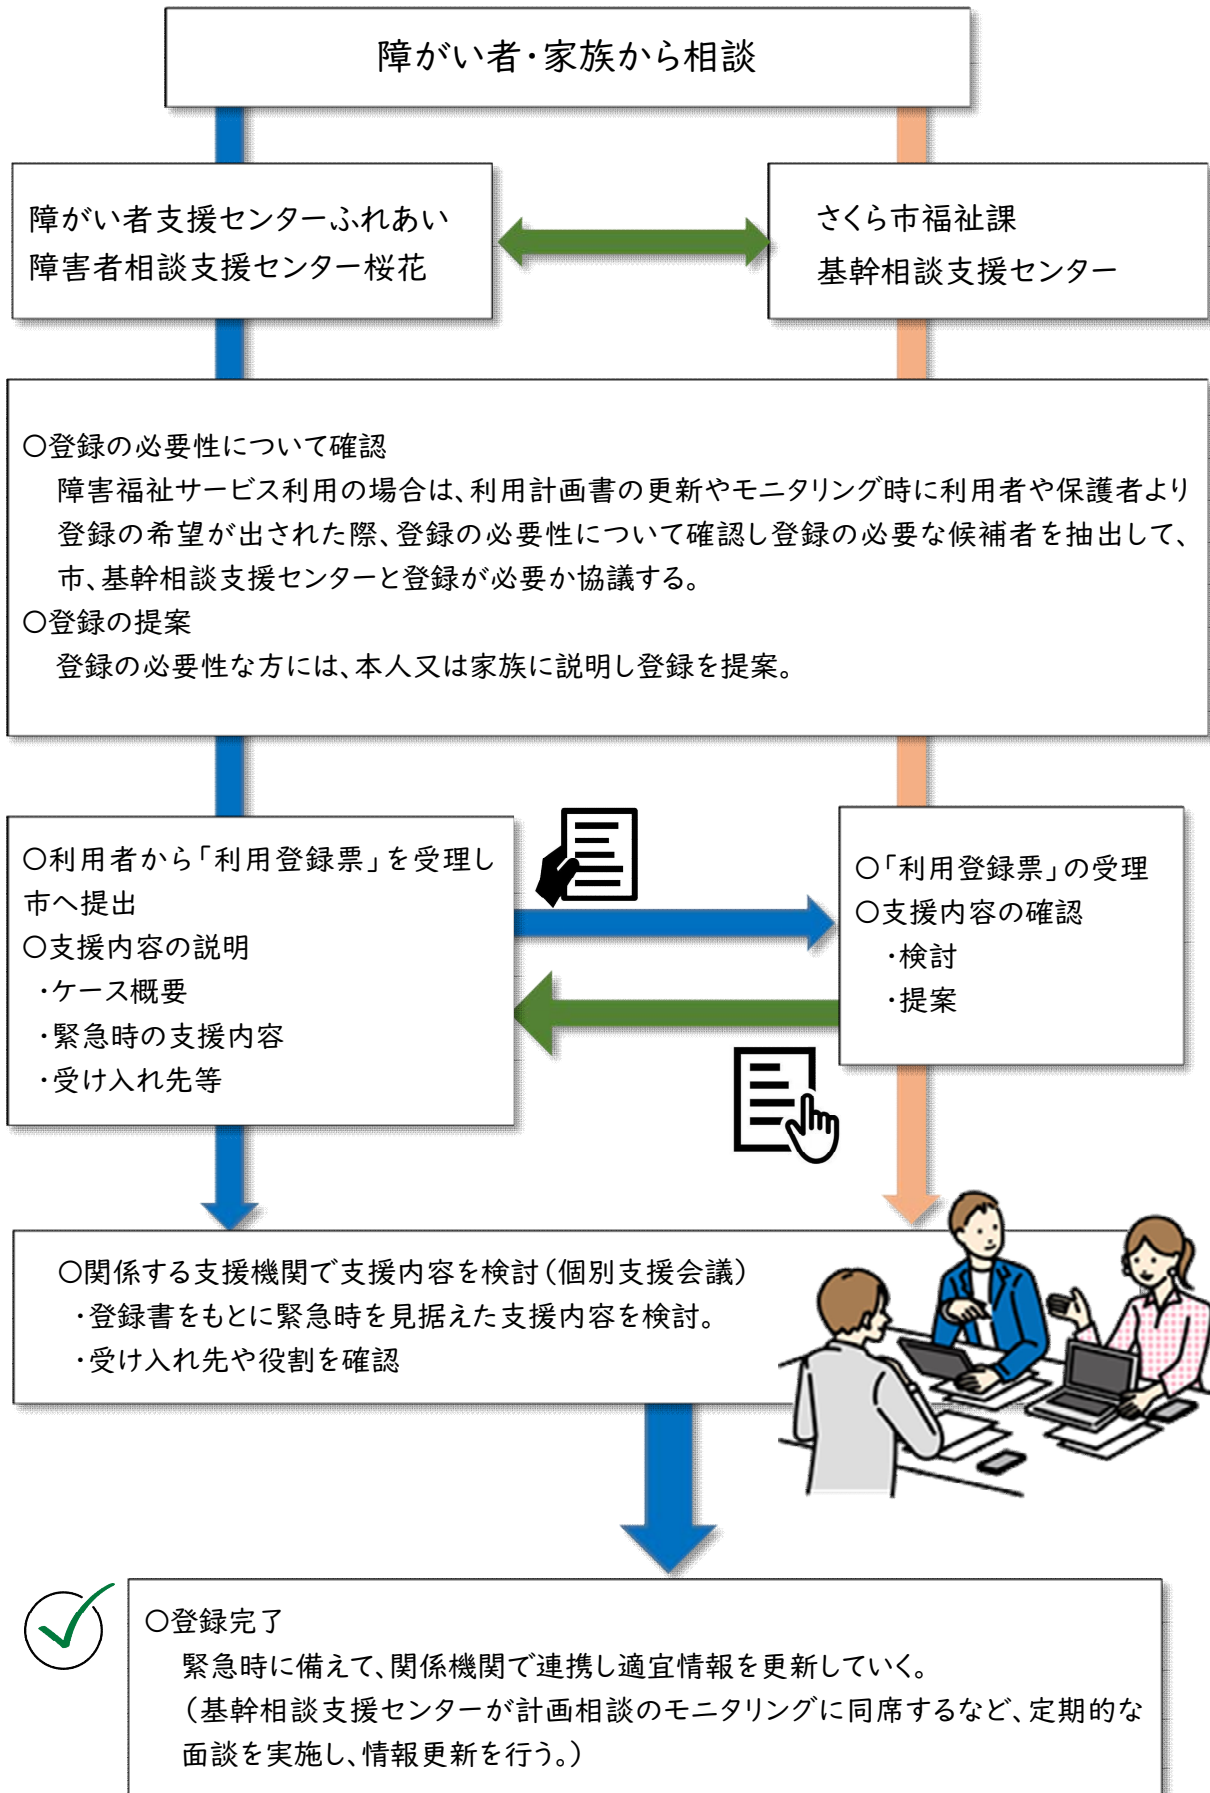 障がい者・家族から相談
障がい者支援センターふれあい
障害者相談支援センター桜花
さくら市福祉課
基幹相談支援センター
〇登録の必要性について確認
障害福祉サービス利用の場合は、利用計画書の更新やモニタリング時に利用者や保護者より
登録の希望が出された際、登録の必要性について確認し登録の必要な候補者を抽出して、
市、基幹相談支援センターと登録が必要か協議する。
〇登録の提案
登録の必要性な方には、本人又は家族に説明し登録を提案。
〇利用者から「利用登録票」を受理し
市へ提出
〇支援内容の説明
・ケース概要
・緊急時の支援内容
・受け入れ先等
〇「利用登録票」の受理
〇支援内容の確認
・検討
・提案
〇関係する支援機関で支援内容を検討(個別支援会議)
・登録書をもとに緊急時を見据えた支援内容を検討。
・受け入れ先や役割を確認
〇登録完了
緊急時に備えて、関係機関で連携し適宜情報を更新していく。
(基幹相談支援センターが計画相談のモニタリングに同席するなど、定期的な
面談を実施し、情報更新を行う。)